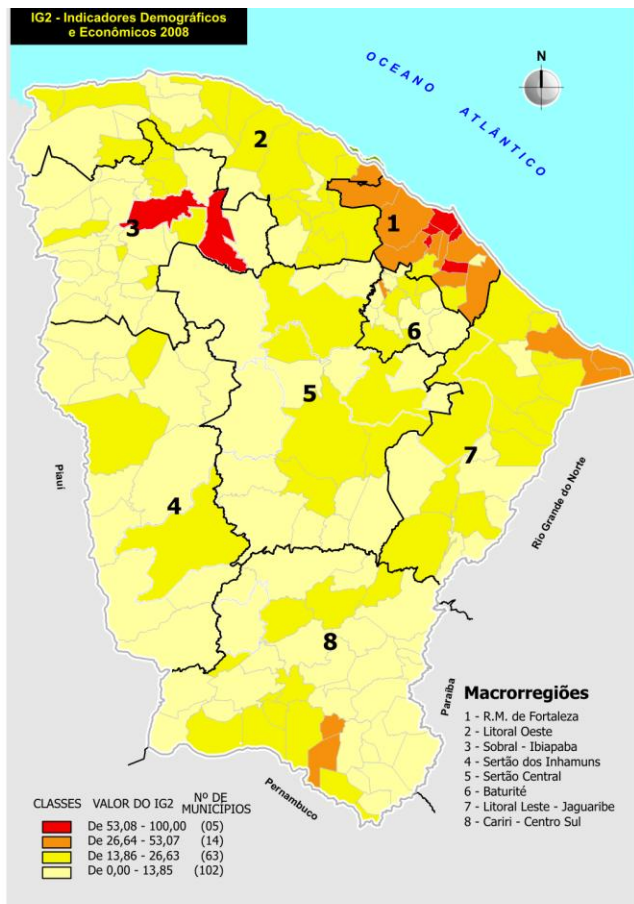 IG2 - Indicadores Demográficos
e Econômicos 2008
OCEANO
ATLÂNTICO
N
2
1
3
6
5
7
4
8
Piauí
Rio Grande do Norte
Paraíba
Pernambuco
Macrorregiões
1 - R.M. de Fortaleza
2 - Litoral Oeste
3 - Sobral - Ibiapaba
4 - Sertão dos Inhamuns
5 - Sertão Central
6 - Baturité
7 - Litoral Leste - Jaguaribe
8 - Cariri - Centro Sul
CLASSES VALOR DO IG2 Nº DE MUNICÍPIOS
De 53,08 - 100,00 (05)
De 26,64 - 53,07 (14)
De 13,86 - 26,63 (63)
De 0,00 - 13,85 (102)